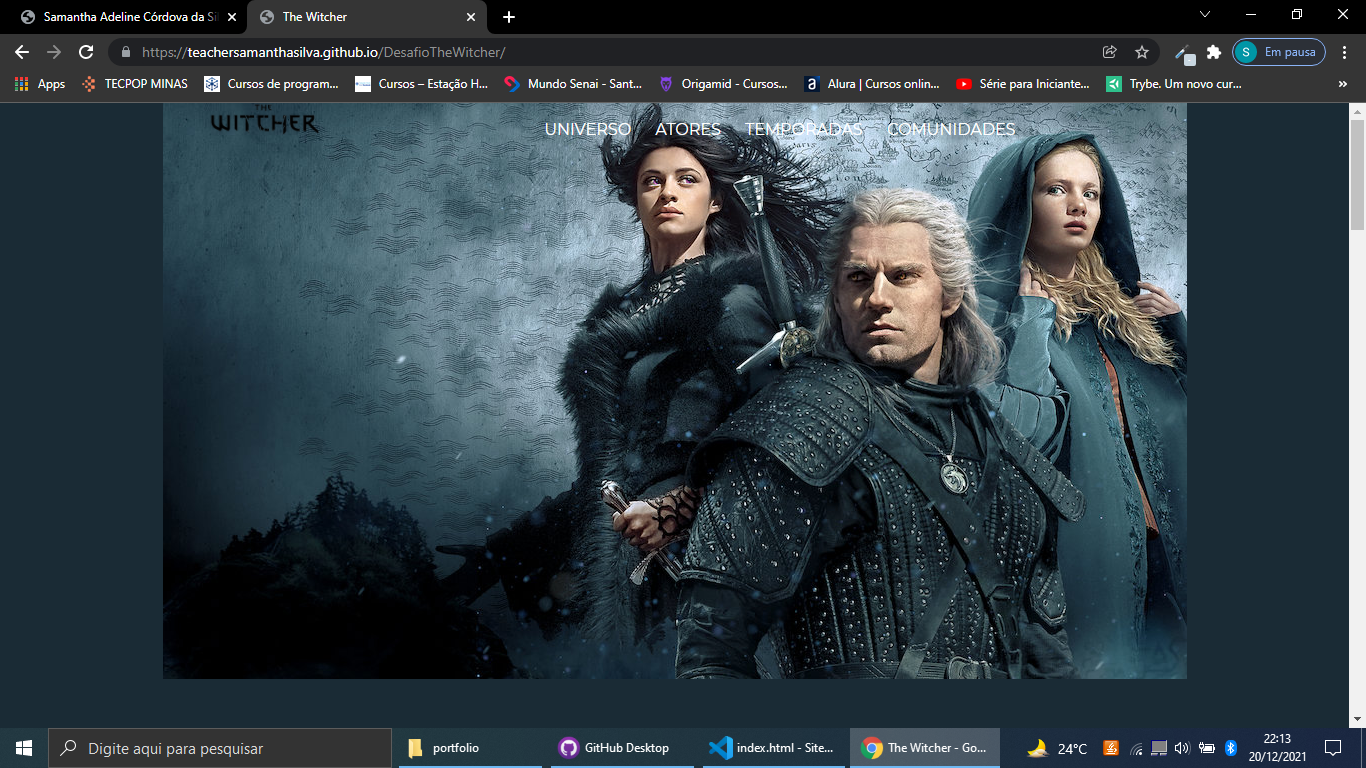 Samantha Adeline Córdova da Sil
The Witcher
https://teachersamanthasilva.github.io/DesafioTheWitcher/
S Em pausa
Apps TECPOP MINAS Cursos de program... Cursos – Estação H... Mundo Senai - Sant... Origamid - Cursos... a Alura | Cursos onlin... Série para Iniciante... Trybe. Um novo cur... »
THE
WITCHER
UNIVERSO ATORES TEMPORADAS COMUNIDADES
Digite aqui para pesquisar
portfolio
GitHub Desktop
index.html - Site...
The Witcher - Go...
24°C
22:13
20/12/2021